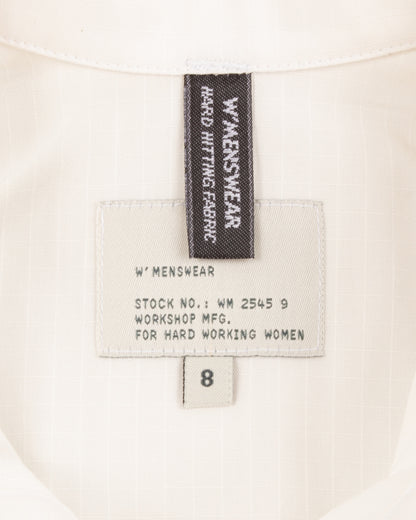 W'MENSWEAR
HARD HITTING FABRIC
W'MENSWEAR
STOCK NO.: WM 2545 9
WORKSHOP MFG.
FOR HARD WORKING WOMEN
8